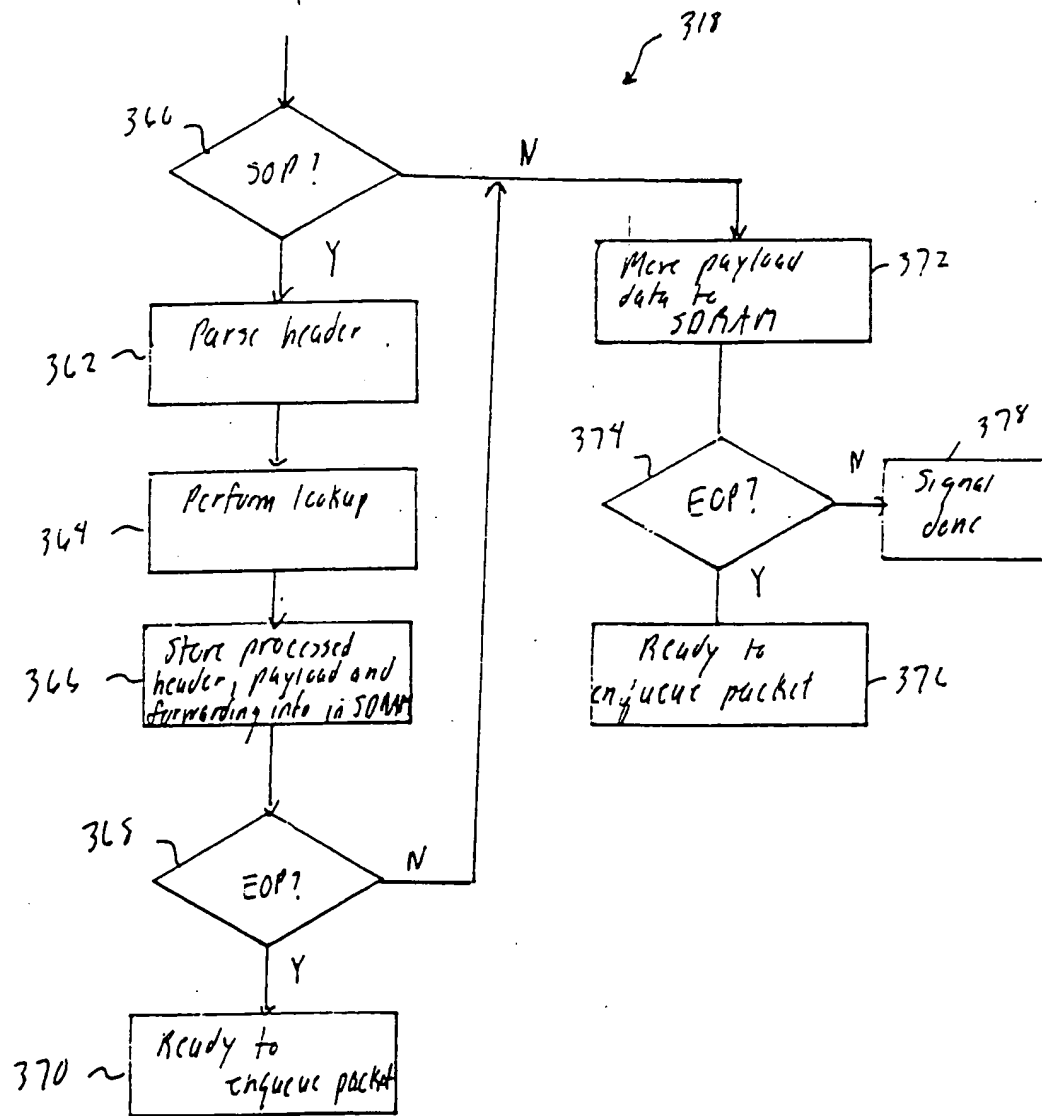 318
366
SOP?
N
Y
Parse header
362
Perform lookup
364
Store processed
header, payload and
forwarding info in SDRAM
366
368
EOP?
N
Y
Ready to
enqueue packet
370
Move payload
data to
SDRAM
372
374
EOP?
N
Y
378
Signal
done
Ready to
enqueue packet
376